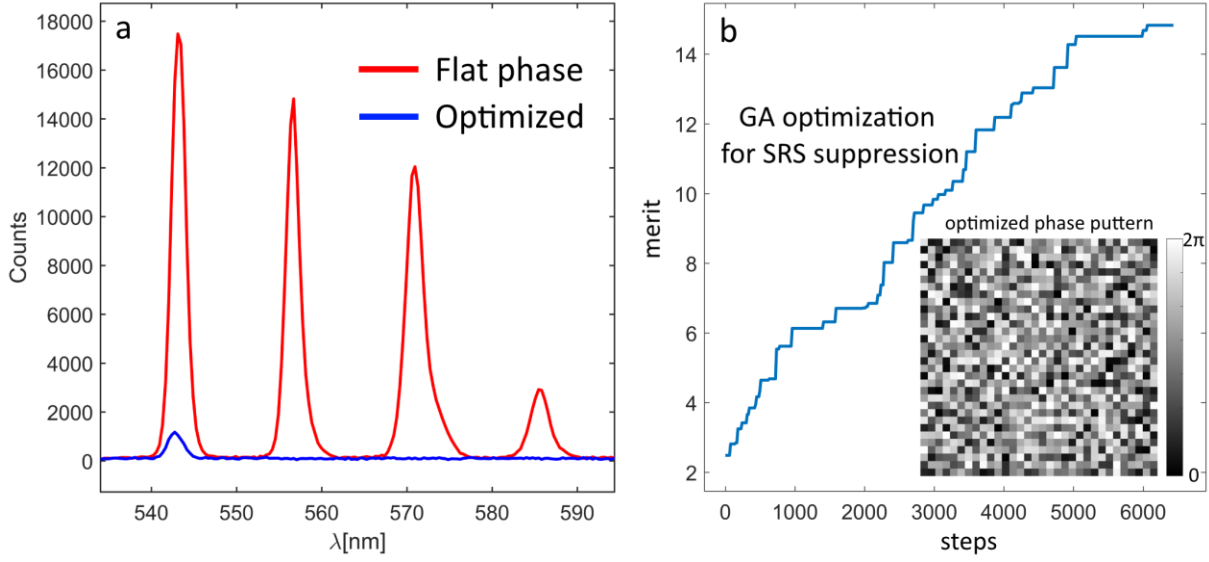 a
18000
16000
14000
12000
10000
8000
6000
4000
2000
0
Counts
540
550
560
570
580
590
λ[nm]
Flat phase
Optimized
b
14
12
10
8
6
4
2
merit
0
1000
2000
3000
4000
5000
6000
steps
GA optimization
for SRS suppression
optimized phase puttern
2π
0